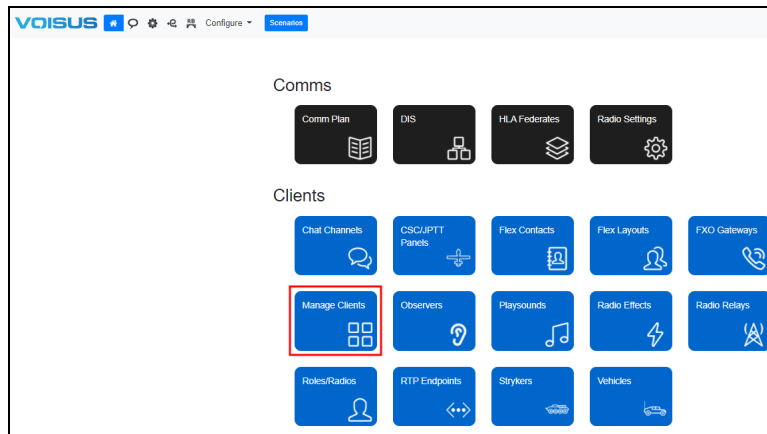 VOISUS Configure Scenarios
Comms
Comm Plan DIS HLA Federates Radio Settings
Clients
Chat Channels CSC/JPTT Flex Contacts Flex Layouts FXO Gateways
Panels
Manage Clients Observers Playsounds Radio Effects Radio Relays
Roles/Radios RTP Endpoints Strykers Vehicles